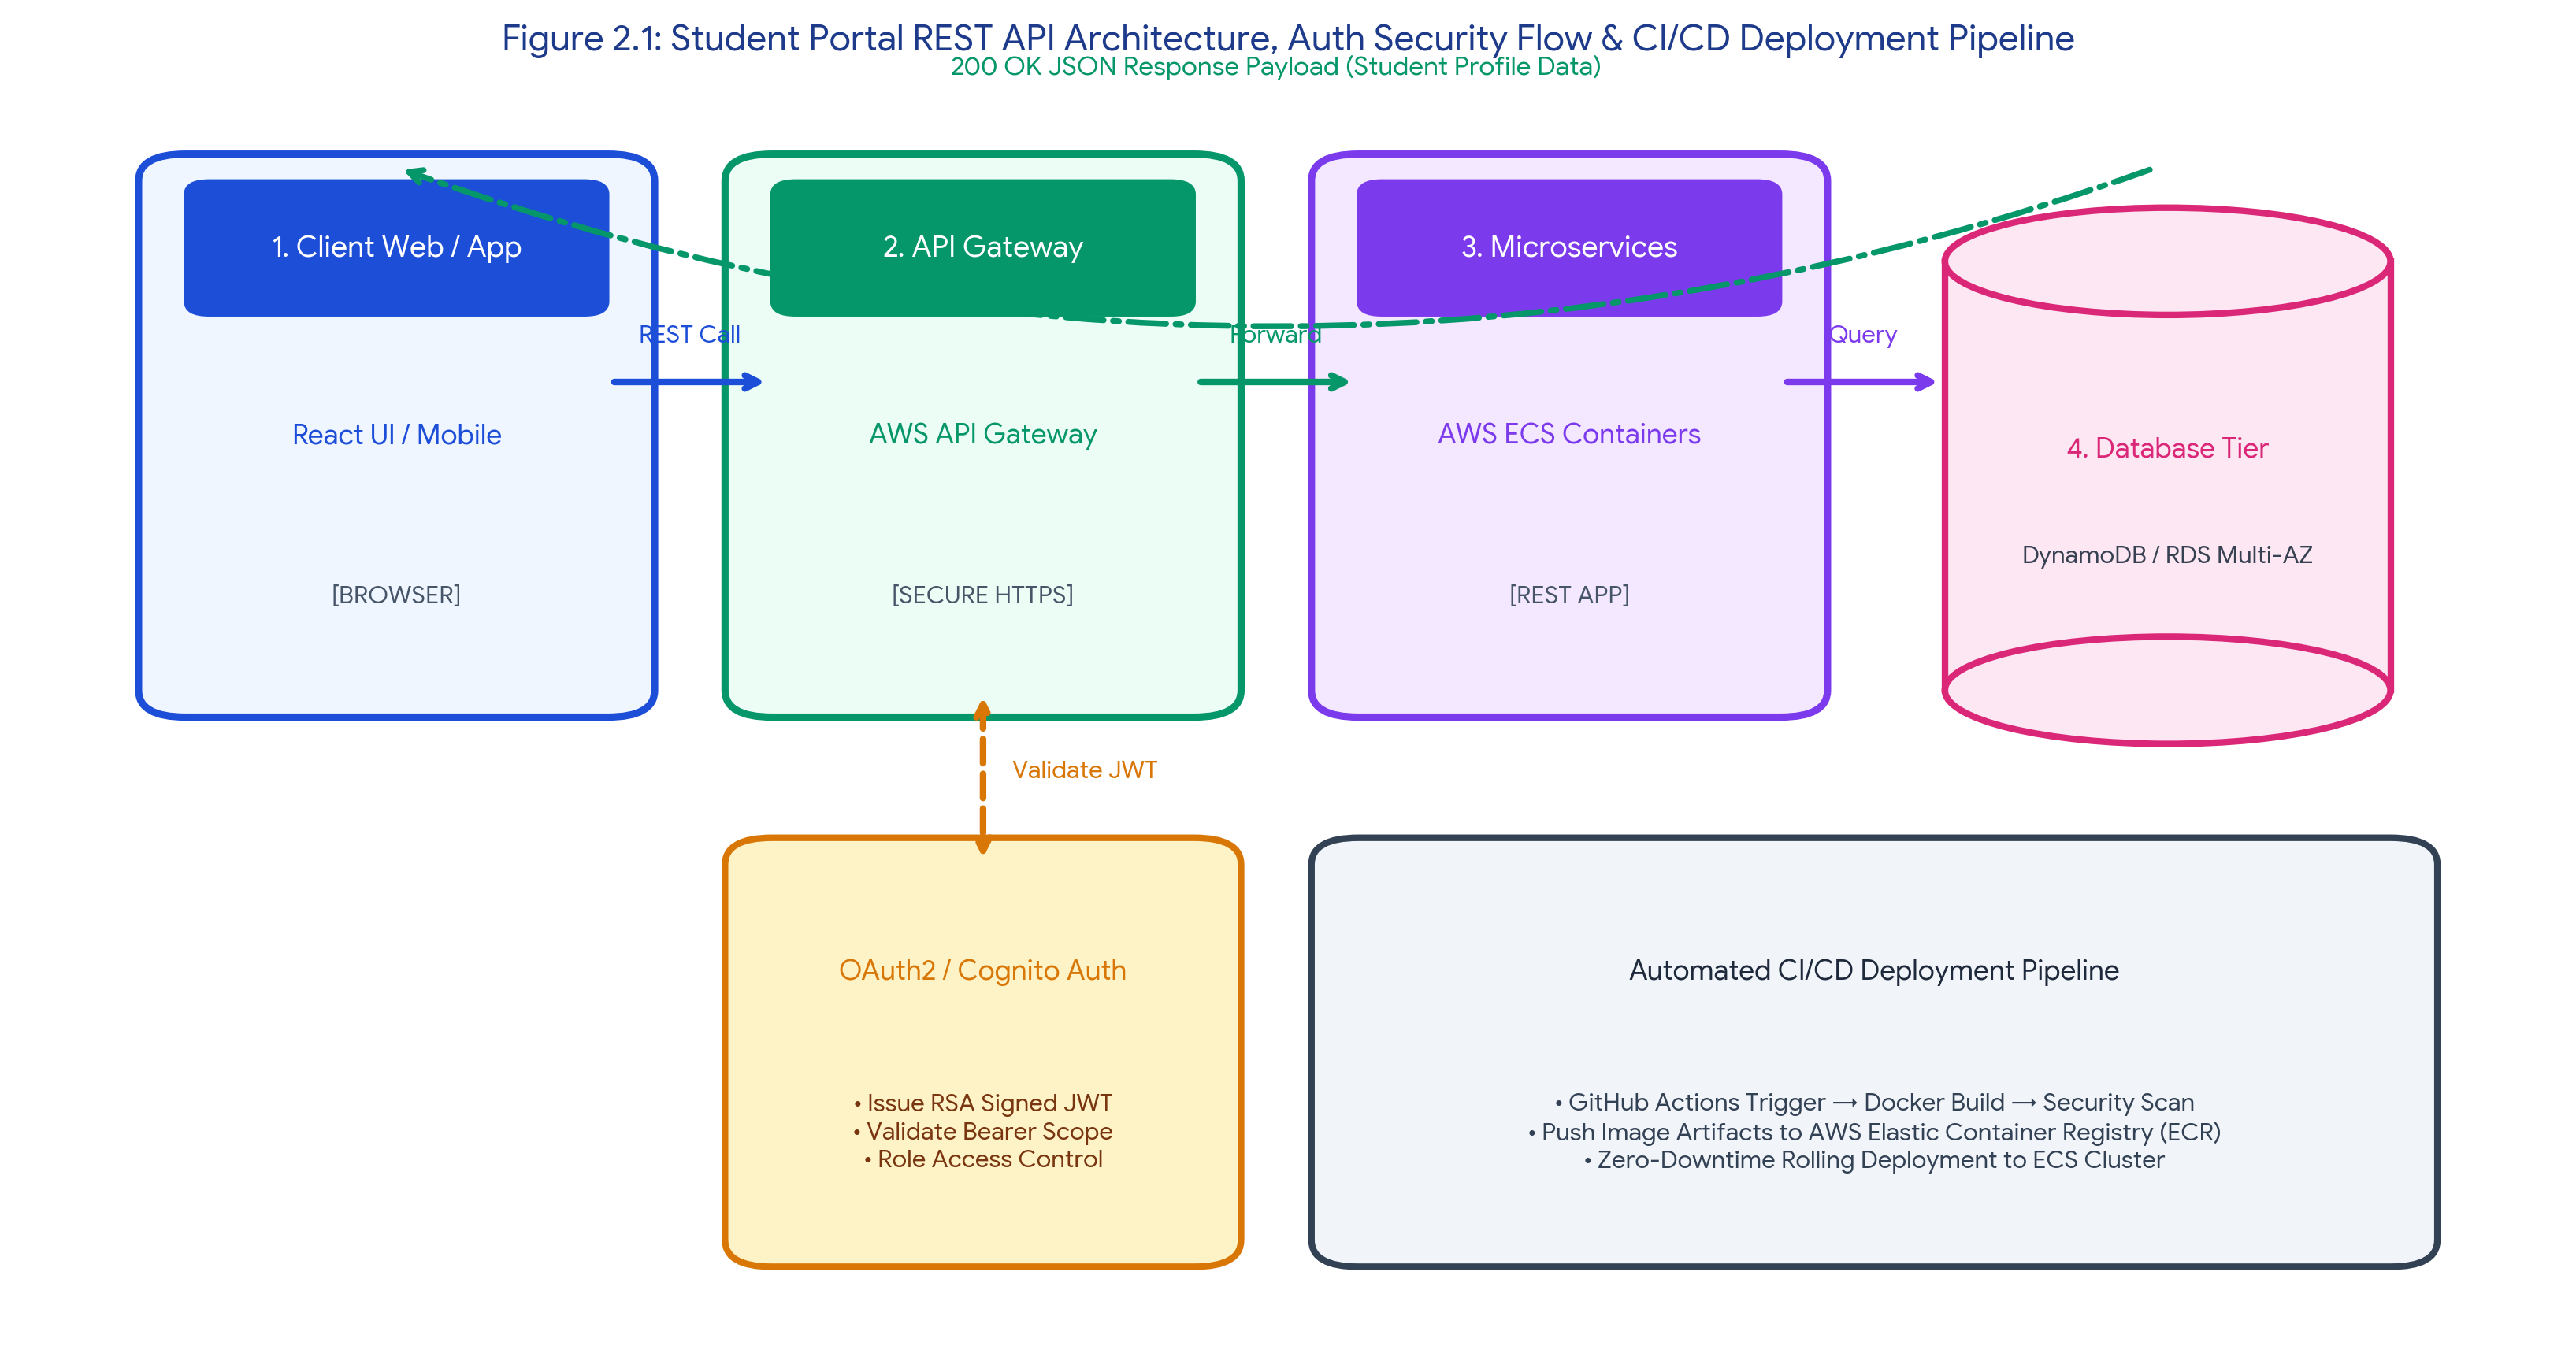 Figure 2.1: Student Portal REST API Architecture, Auth Security Flow & CI/CD Deployment Pipeline
200 OK JSON Response Payload (Student Profile Data)
1. Client Web / App
2. API Gateway
3. Microservices
REST Call
Forward
Query
React UI / Mobile
AWS API Gateway
AWS ECS Containers
4. Database Tier
DynamoDB / RDS Multi-AZ
[BROWSER]
[SECURE HTTPS]
[REST APP]
Validate JWT
OAuth2 / Cognito Auth
• Issue RSA Signed JWT
• Validate Bearer Scope
• Role Access Control
Automated CI/CD Deployment Pipeline
• GitHub Actions Trigger → Docker Build → Security Scan
• Push Image Artifacts to AWS Elastic Container Registry (ECR)
• Zero-Downtime Rolling Deployment to ECS Cluster